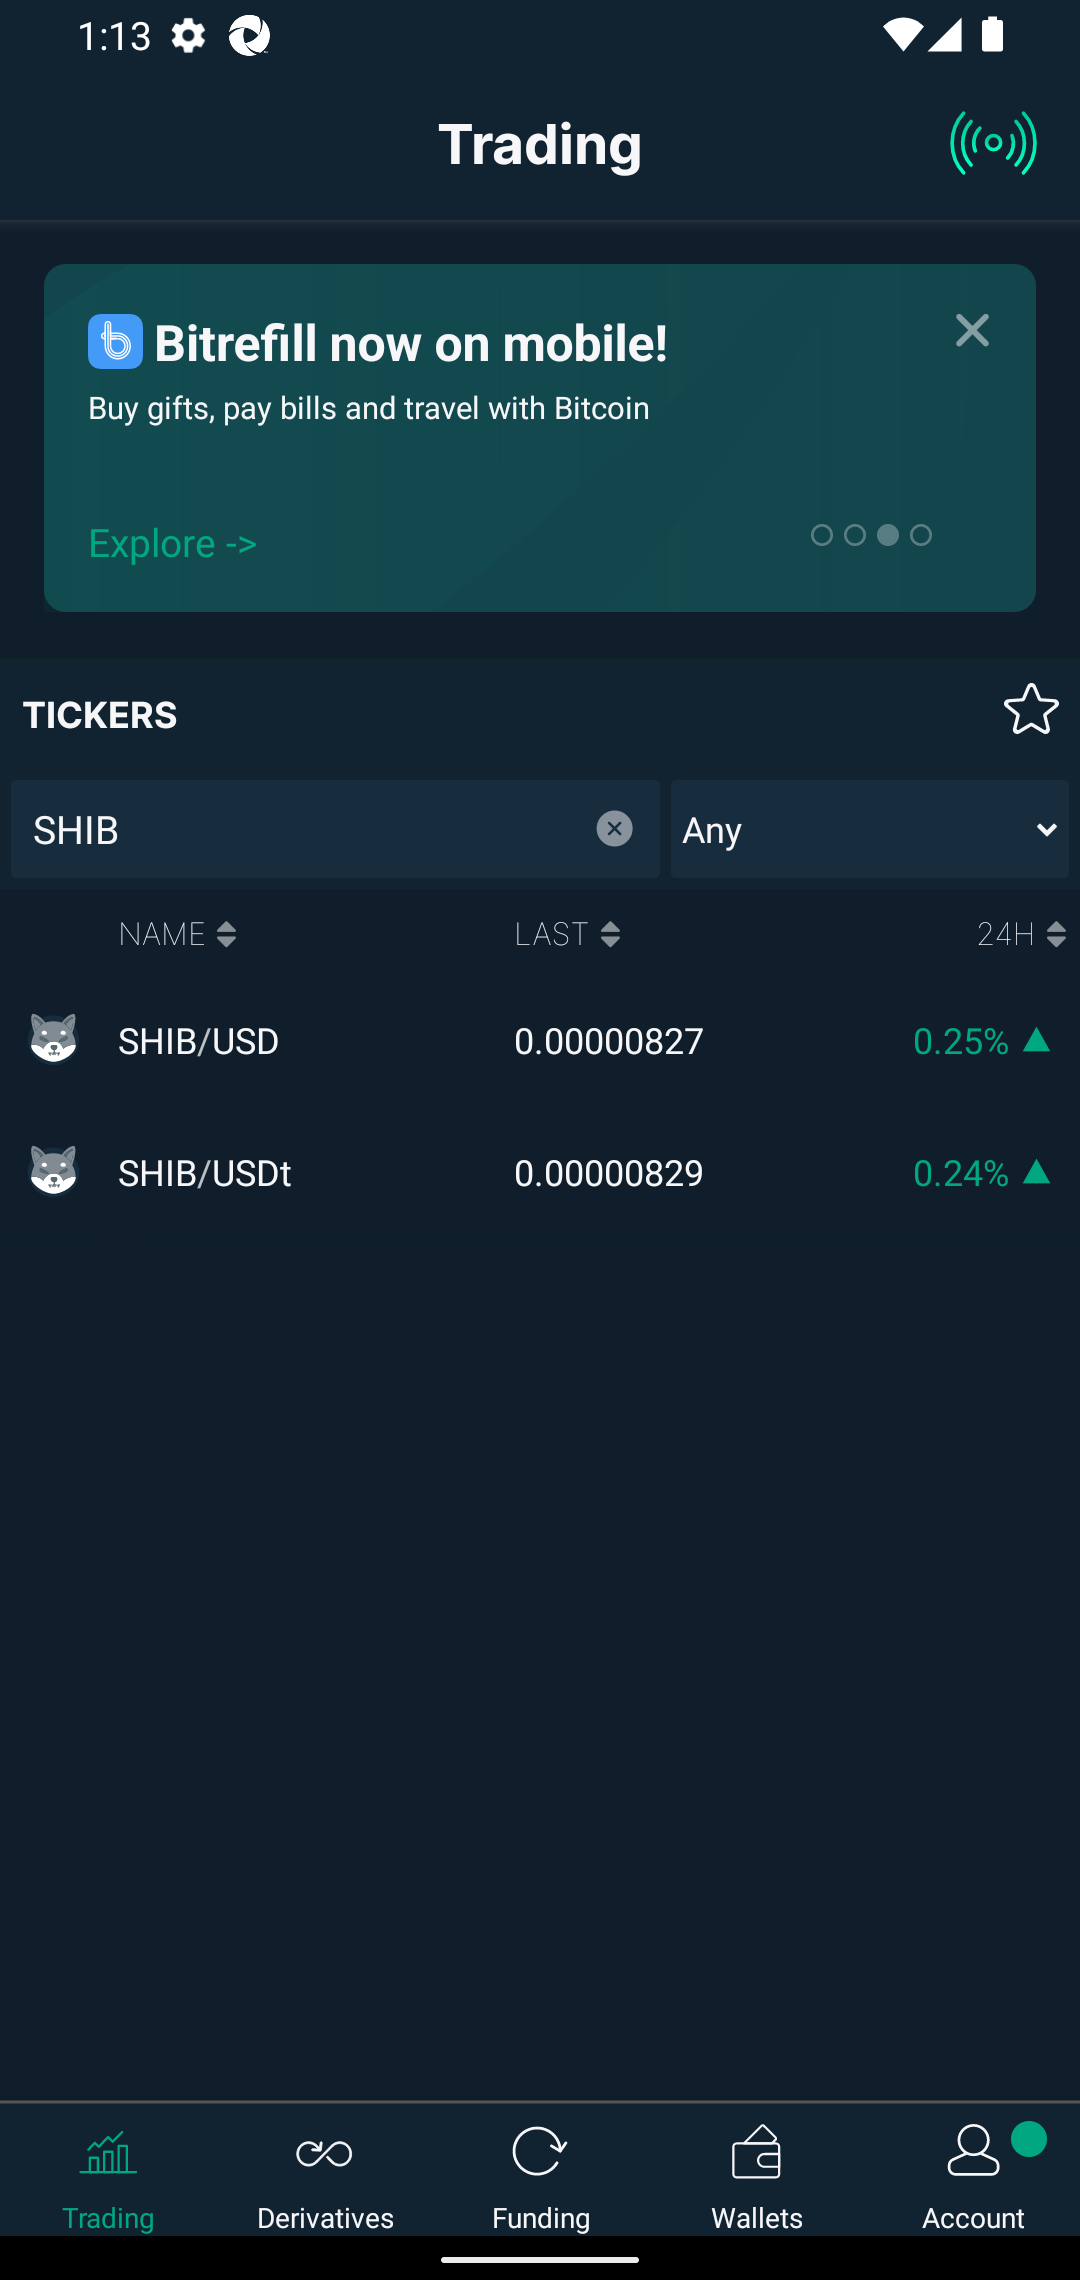 1:13
Trading
Bitrefill now on mobile!
Buy gifts, pay bills and travel with Bitcoin
Explore ->
TICKERS
SHIB
Any
NAME LAST 24H
SHIB/USD 0.00000827 0.25%
SHIB/USDt 0.00000829 0.24%
Trading Derivatives Funding Wallets Account